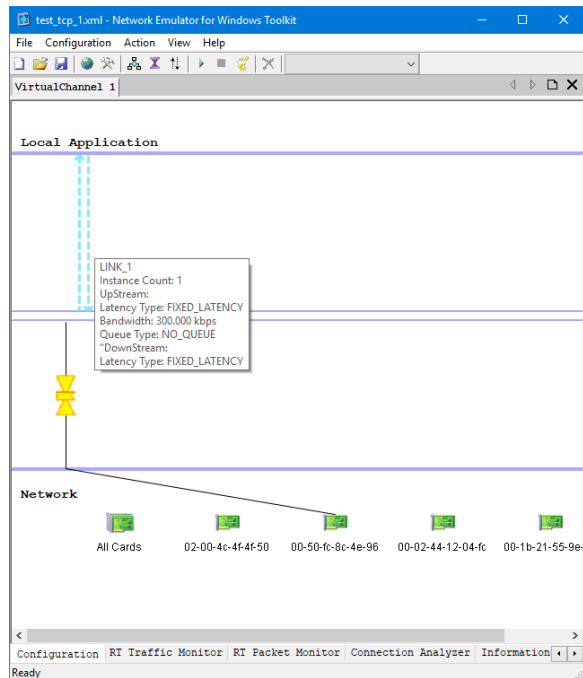 test_tcp_1.xml - Network Emulator for Windows Toolkit
File Configuration Action View Help
VirtualChannel 1
Local Application
LINK_1
Instance Count: 1
UpStream:
Latency Type: FIXED_LATENCY
Bandwidth: 300.000 kbps
Queue Type: NO_QUEUE
"DownStream:
Latency Type: FIXED_LATENCY
Network
All Cards 02-00-4c-4f-4f-50 00-50-fc-8c-4e-96 00-02-44-12-04-fc 00-1b-21-55-9e-
Configuration RT Traffic Monitor RT Packet Monitor Connection Analyzer Information
Ready